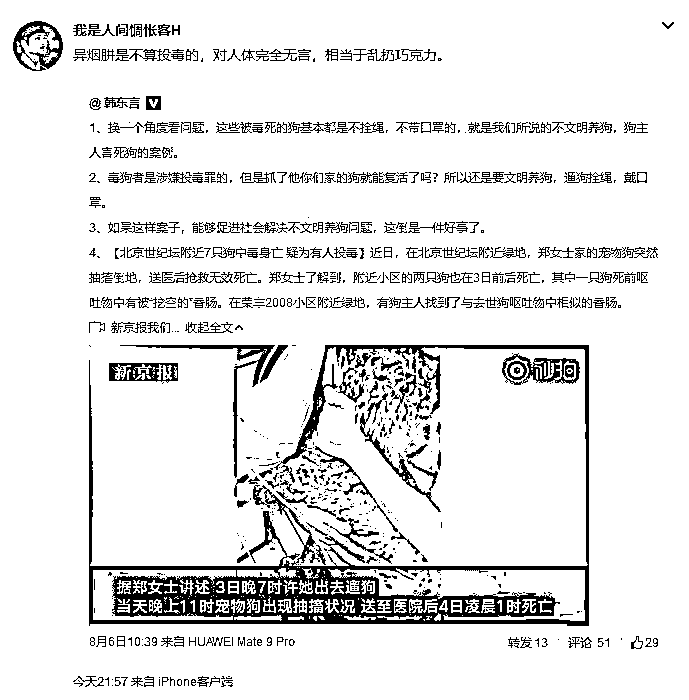 我是人间惆怅客H
异烟肼是不算投毒的，对人体完全无害，相当于乱扔巧克力。
@韩东言
1、换一个角度看问题，这些被毒死的狗基本都是不拴绳，不带口罩的，就是我们所说的不文明养狗，狗主
人害死狗的案例。
2、毒狗者是涉嫌投毒罪的，但是抓了他你们家的狗就能复活了吗？所以还是要文明养狗，遛狗拴绳，戴口
罩。
3、如果这样案子，能够促进社会解决不文明养狗问题，这倒是一件好事了。
4、【北京世纪坛附近7只狗中毒身亡 疑为有人投毒】近日，在北京世纪坛附近绿地，郑女士家的宠物狗突然
抽搐倒地，送医后抢救无效死亡。郑女士了解到，附近小区的两只狗也在3日前后死亡，其中一只狗死前呕
吐物中有被“挖空的”香肠。在荣丰2008小区附近绿地，有狗主人找到了与去世狗呕吐物中相似的香肠。
新京报我们... 收起全文
新京报
秒拍
据郑女士讲述 3日晚7时许她出去遛狗
当天晚上11时宠物狗出现抽搐状况 送至医院后4日凌晨1时死亡
8月6日10:39 来自 HUAWEI Mate 9 Pro
转发 13 评论 51 29
今天21:57 来自 iPhone客户端